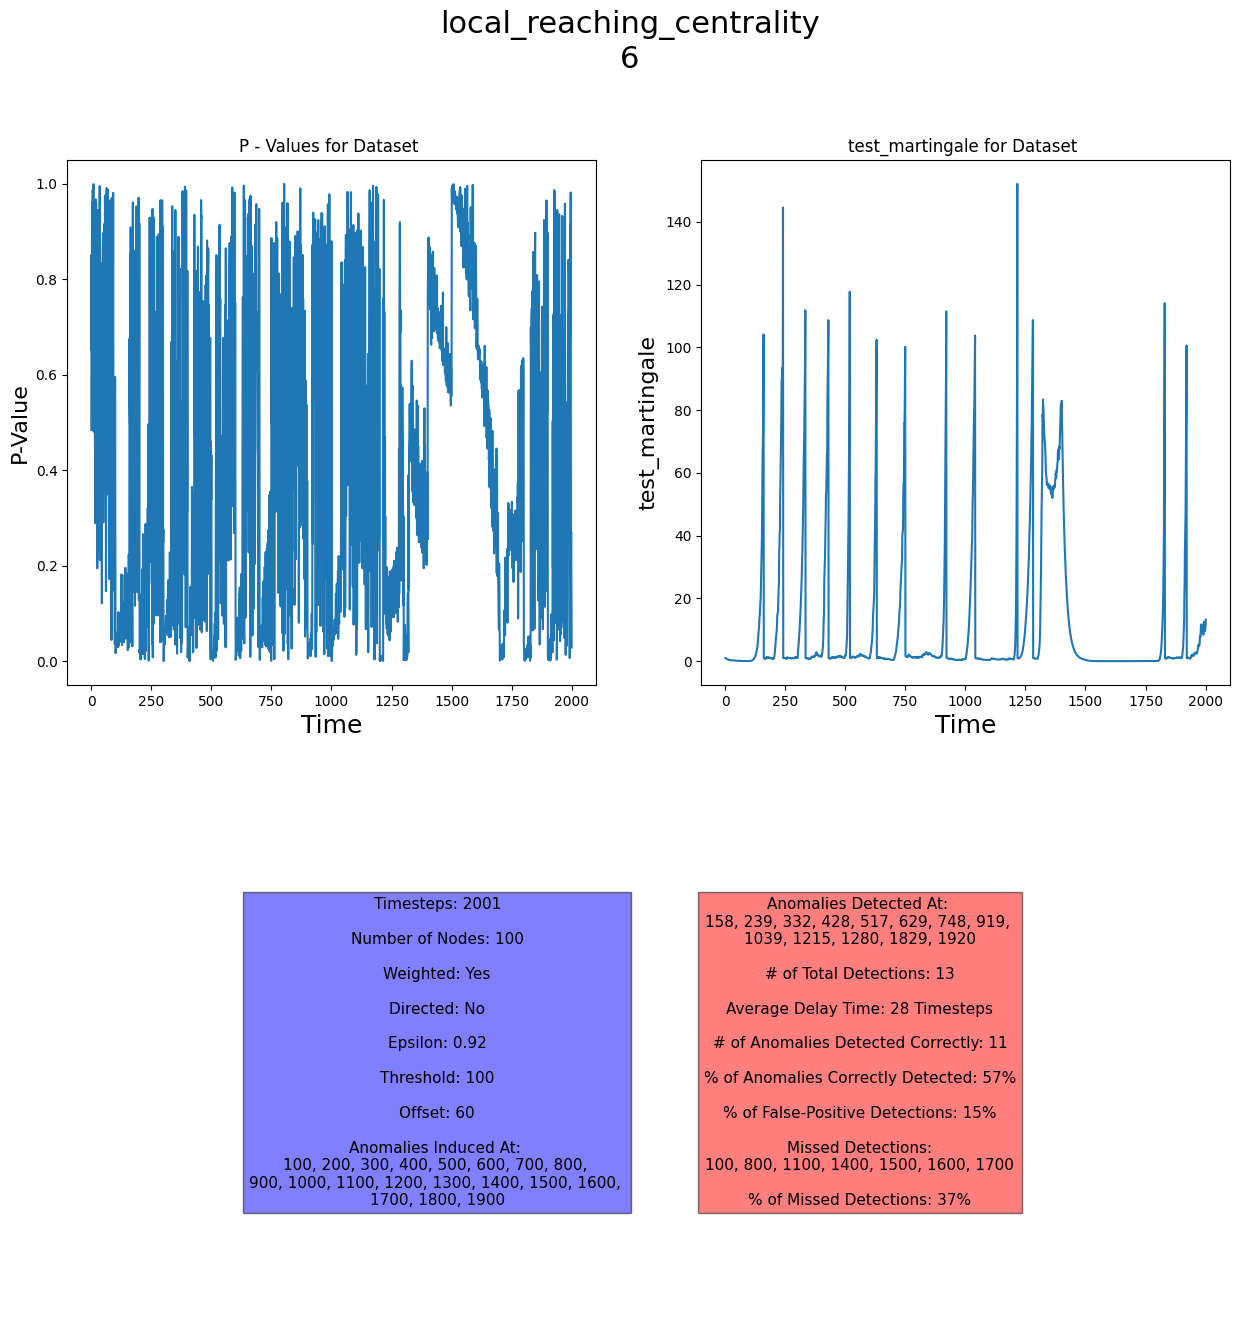 local_reaching_centrality
6
P - Values for Dataset
1.0
0.8
0.6
0.4
0.2
0.0
P-Value
0 250 500 750 1000 1250 1500 1750 2000
Time
test_martingale for Dataset
140
120
100
80
60
40
20
0
test_martingale
0 250 500 750 1000 1250 1500 1750 2000
Time
Timesteps: 2001
Number of Nodes: 100
Weighted: Yes
Directed: No
Epsilon: 0.92
Threshold: 100
Offset: 60
Anomalies Induced At:
100, 200, 300, 400, 500, 600, 700, 800,
900, 1000, 1100, 1200, 1300, 1400, 1500, 1600,
1700, 1800, 1900
Anomalies Detected At:
158, 239, 332, 428, 517, 629, 748, 919,
1039, 1215, 1280, 1829, 1920
# of Total Detections: 13
Average Delay Time: 28 Timesteps
# of Anomalies Detected Correctly: 11
% of Anomalies Correctly Detected: 57%
% of False-Positive Detections: 15%
Missed Detections:
100, 800, 1100, 1400, 1500, 1600, 1700
% of Missed Detections: 37%